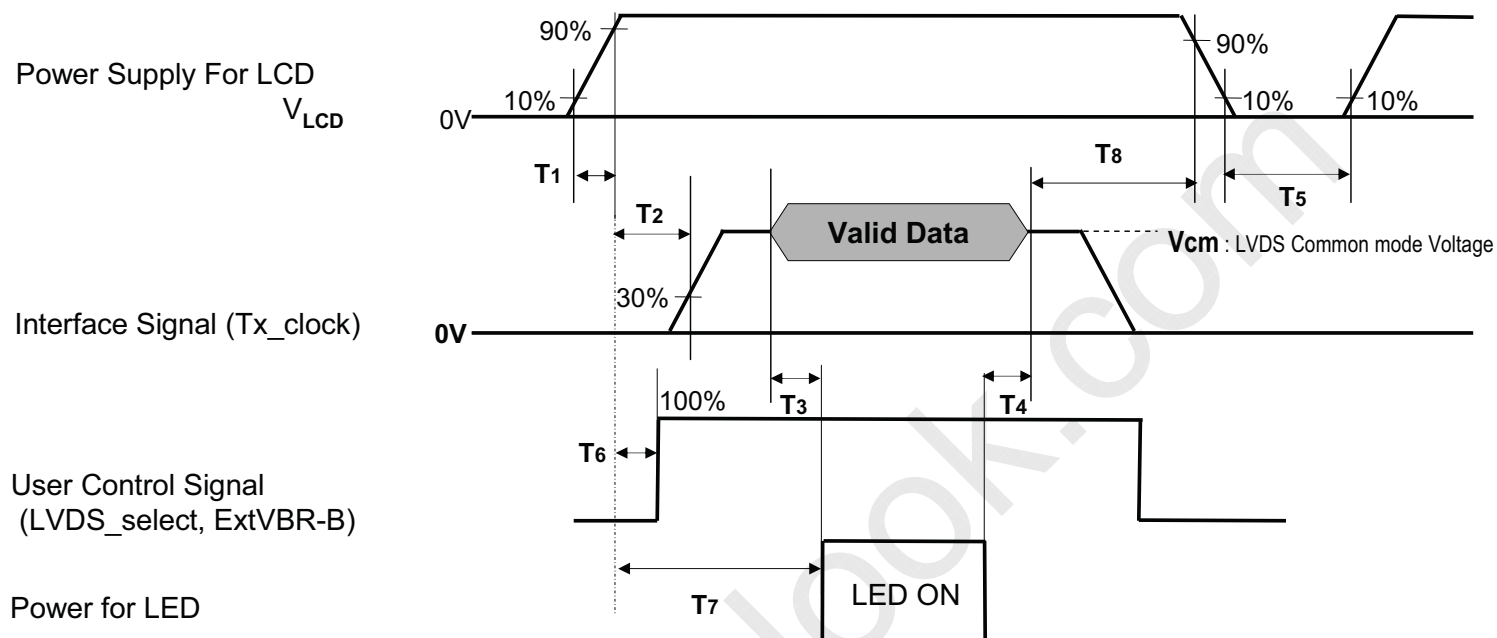 90%
90%
Power Supply For LCD
VLCD
10%
10%
10%
0V
T1
T8
T5
T2
Valid Data
Vcm : LVDS Common mode Voltage
30%
Interface Signal (Tx_clock)
0V
100%
T3
T4
T6
User Control Signal
(LVDS_select, ExtVBR-B)
T7
LED ON
Power for LED
look.com